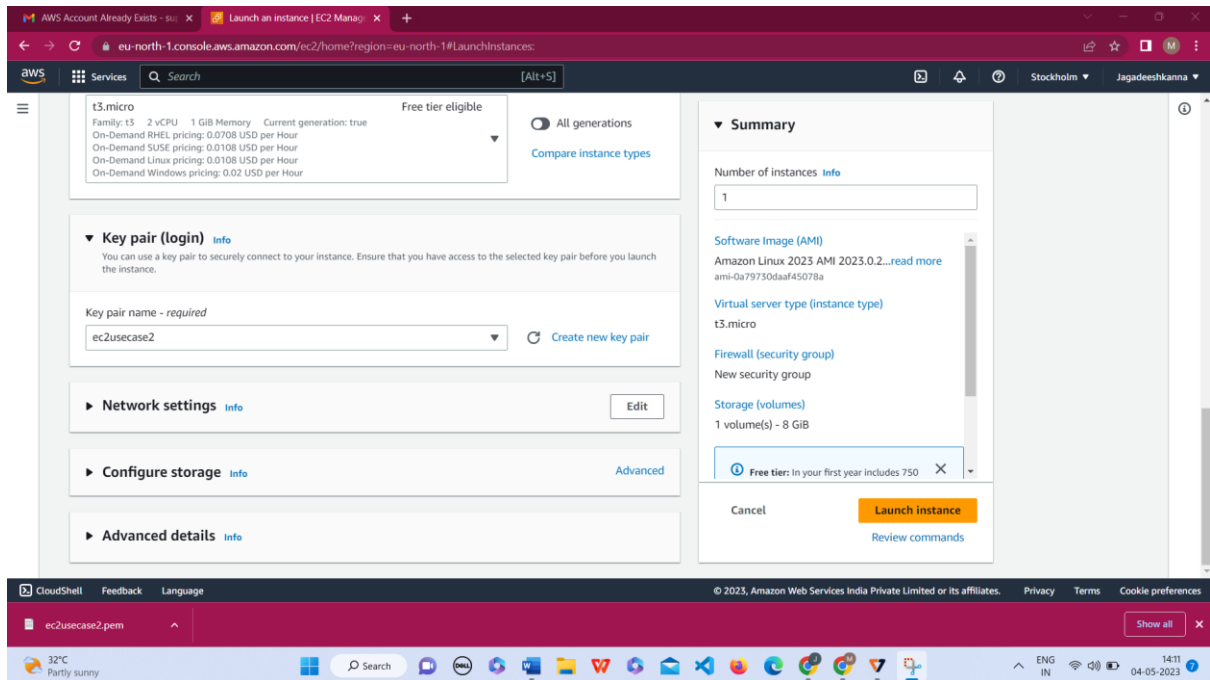 AWS Account Already Exists - su
Launch an instance | EC2 Manag
eu-north-1.console.aws.amazon.com/ec2/home?region=eu-north-1#LaunchInstances:
M
aws
Services
Search
[Alt+S]
Stockholm
Jagadeeshkanna
t3.micro
Free tier eligible
Family: t3 2 vCPU 1 GiB Memory Current generation: true
On-Demand RHEL pricing: 0.0708 USD per Hour
On-Demand SUSE pricing: 0.0108 USD per Hour
On-Demand Linux pricing: 0.0108 USD per Hour
On-Demand Windows pricing: 0.02 USD per Hour
All generations
Compare instance types
Key pair (login) Info
You can use a key pair to securely connect to your instance. Ensure that you have access to the selected key pair before you launch
the instance.
Key pair name - required
ec2usecase2
Create new key pair
Network settings Info
Edit
Configure storage Info
Advanced
Advanced details Info
Summary
Number of instances Info
1
Software Image (AMI)
Amazon Linux 2023 AMI 2023.0.2...read more
ami-0a79730daaf45078a
Virtual server type (instance type)
t3.micro
Firewall (security group)
New security group
Storage (volumes)
1 volume(s) - 8 GiB
Free tier: In your first year includes 750
Cancel
Launch instance
Review commands
CloudShell
Feedback
Language
© 2023, Amazon Web Services India Private Limited or its affiliates.
Privacy
Terms
Cookie preferences
ec2usecase2.pem
Show all
32°C
Partly sunny
Search
ENG
IN
14:11
04-05-2023
7